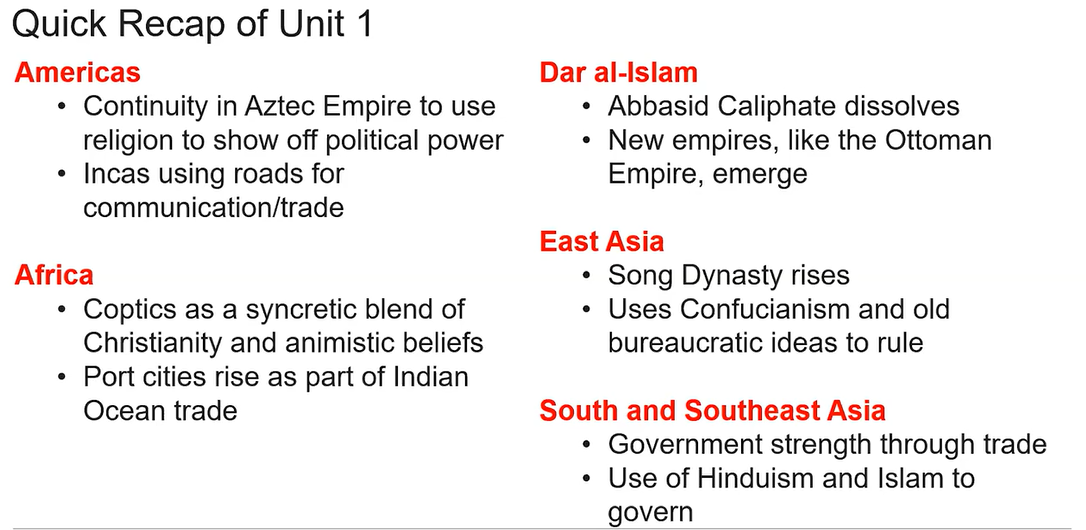 Quick Recap of Unit 1
Americas
• Continuity in Aztec Empire to use
religion to show off political power
• Incas using roads for
communication/trade
Africa
• Coptics as a syncretic blend of
Christianity and animistic beliefs
• Port cities rise as part of Indian
Ocean trade
Dar al-Islam
• Abbasid Caliphate dissolves
• New empires, like the Ottoman
Empire, emerge
East Asia
• Song Dynasty rises
• Uses Confucianism and old
bureaucratic ideas to rule
South and Southeast Asia
• Government strength through trade
• Use of Hinduism and Islam to
govern